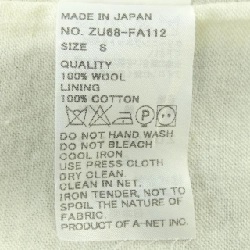 MADE IN JAPAN
NO. ZU68-FA112
SIZE S
QUALITY
100% WOOL
LINING
100% COTTON
DO NOT HAND WASH
DO NOT BLEACH
COOL IRON
USE PRESS CLOTH
DRY CLEAN.
CLEAN IN NET.
IRON TENDER, NOT TO
SPOIL THE NATURE OF
FABRIC.
PRODUCT OF A-NET INC.